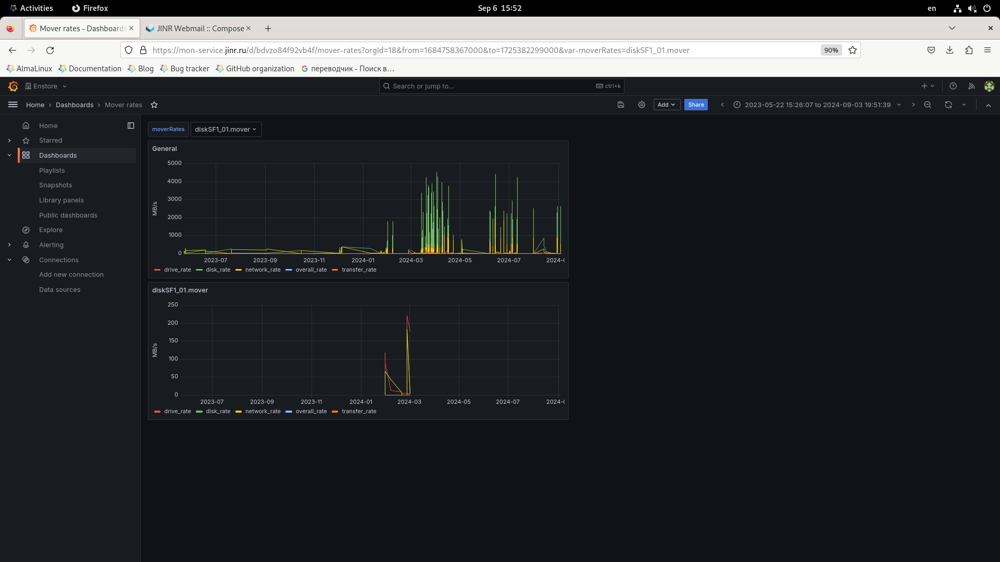 Activities Firefox Sep 6 15:52 en
Mover rates - Dashboards JINR Webmail :: Compose
https://mon-service.jinr.ru/d/bdvzo84f92vb4f/mover-rates?orgId=18&from=1684758367000&to=1725382299000&var-moverRates=diskSF1_01.mover 90%
AlmaLinux Documentation Blog Bug tracker GitHub organization переводчик - Поиск в…
Enstore Search or jump to... ctrl+k
Home › Dashboards › Mover rates Add Share 2023-05-22 15:26:07 to 2024-09-03 19:51:39
Home
Starred
Dashboards
Playlists
Snapshots
Library panels
Public dashboards
Explore
Alerting
Connections
Add new connection
Data sources
moverRates diskSF1_01.mover
General
MB/s
5000
4000
3000
2000
1000
0
2023-07 2023-09 2023-11 2024-01 2024-03 2024-05 2024-07 2024-
drive_rate disk_rate network_rate overall_rate transfer_rate
diskSF1_01.mover
MB/s
250
200
150
100
50
0
2023-07 2023-09 2023-11 2024-01 2024-03 2024-05 2024-07 2024-
drive_rate disk_rate network_rate overall_rate transfer_rate